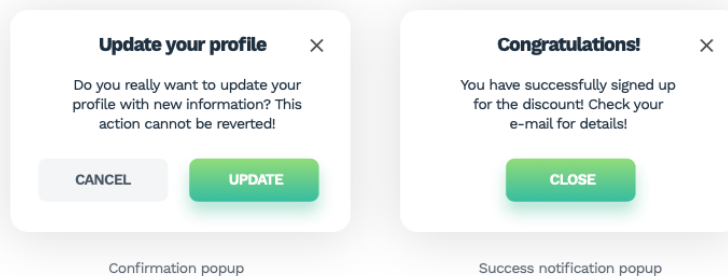 Update your profile
Do you really want to update your
profile with new information? This
action cannot be reverted!
CANCEL
UPDATE
Confirmation popup
Congratulations!
You have successfully signed up
for the discount! Check your
e-mail for details!
CLOSE
Success notification popup